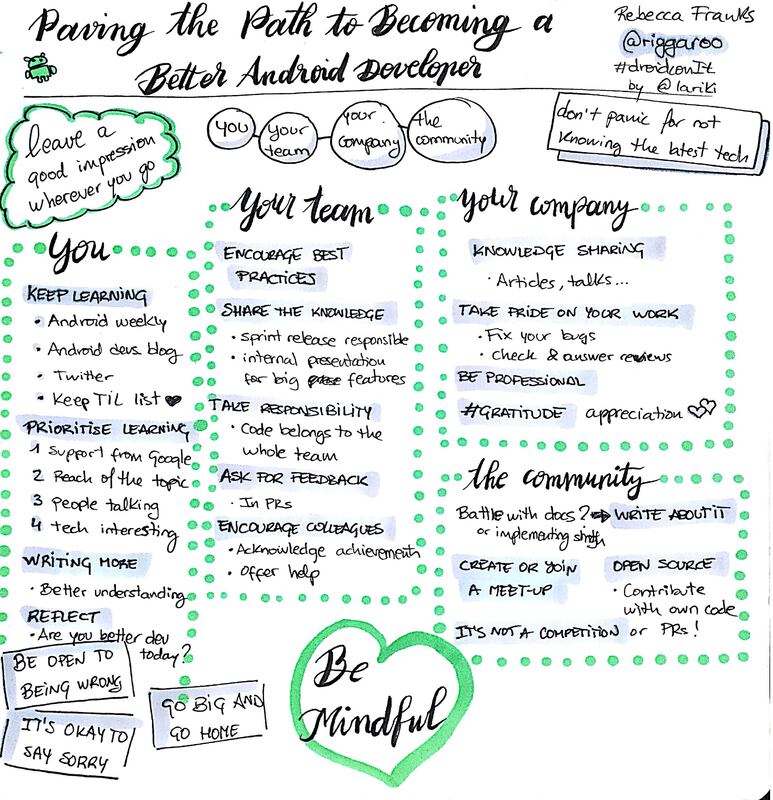 Paving the Path to Becoming a
Better Android Developer
Rebecca Franks
@riggaroo
#droidconIt
by @lariki
leave a
good impression
wherever you go
you
your
team
your
company
the
community
don't panic for not
knowing the latest tech
You
KEEP LEARNING
• Android weekly
• Android devs blog
• Twitter
• Keep TIL list ♥
PRIORITISE LEARNING
1 Support from Google
2 Reach of the topic
3 people talking
4 tech interesting
WRITING MORE
• Better understanding
REFLECT
• Are you better dev
today?
BE OPEN TO
BEING WRONG
IT'S OKAY TO
SAY SORRY
GO BIG AND
GO HOME
Your team
ENCOURAGE BEST
PRACTICES
SHARE THE KNOWLEDGE
• sprint release responsible
• internal presentation
for big features
TAKE RESPONSIBILITY
• Code belongs to the
whole team
ASK FOR FEEDBACK
• In PRs
ENCOURAGE COLLEAGUES
• Acknowledge achievements
• Offer help
Your company
KNOWLEDGE SHARING
• Articles, talks...
TAKE PRIDE ON YOUR WORK
• Fix your bugs
• check & answer reviews
BE PROFESSIONAL
#GRATITUDE appreciation
the community
Battle with docs? ⇒ WRITE ABOUT IT
or implementing
CREATE OR JOIN
A MEET-UP
OPEN SOURCE
• Contribute
with own code
or PRs!
IT'S NOT A COMPETITION
Be
Mindful